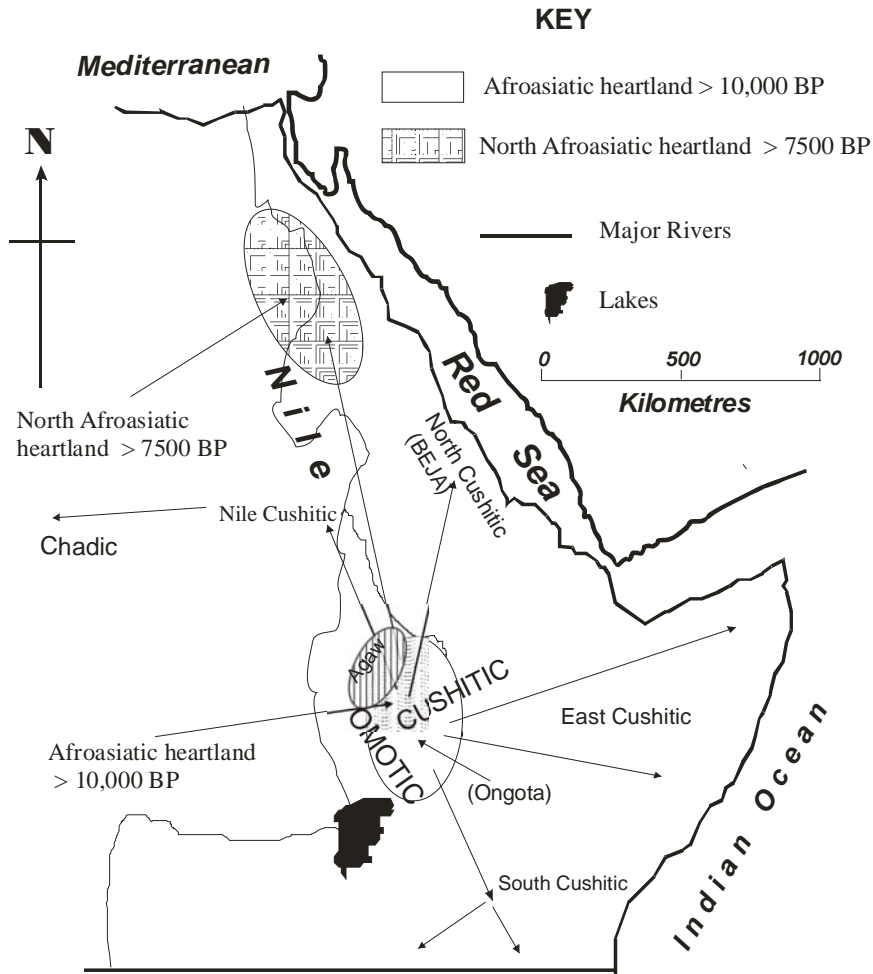 KEY
Mediterranean
Afroasiatic heartland > 10,000 BP
N
North Afroasiatic heartland > 7500 BP
Major Rivers
Lakes
0 500 1000
Kilometres
Red Sea
Nile
North Afroasiatic
heartland > 7500 BP
North Cushitic
(BEJA)
Nile Cushitic
Chadic
Agaw
CUSHITIC
OMOTIC
East Cushitic
Afroasiatic heartland
> 10,000 BP
(Ongota)
South Cushitic
Indian Ocean